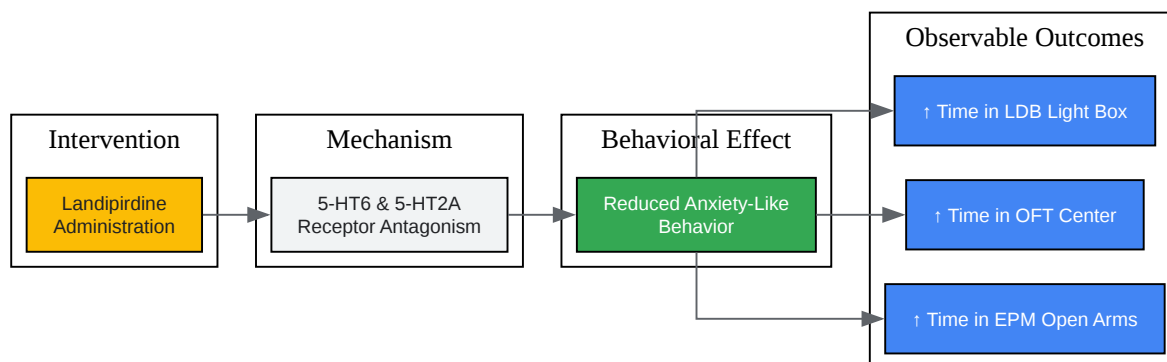 Intervention
Landipirdine
Administration
Mechanism
5-HT6 & 5-HT2A
Receptor Antagonism
Behavioral Effect
Reduced Anxiety-Like
Behavior
Observable Outcomes
↑ Time in LDB Light Box
↑ Time in OFT Center
↑ Time in EPM Open Arms